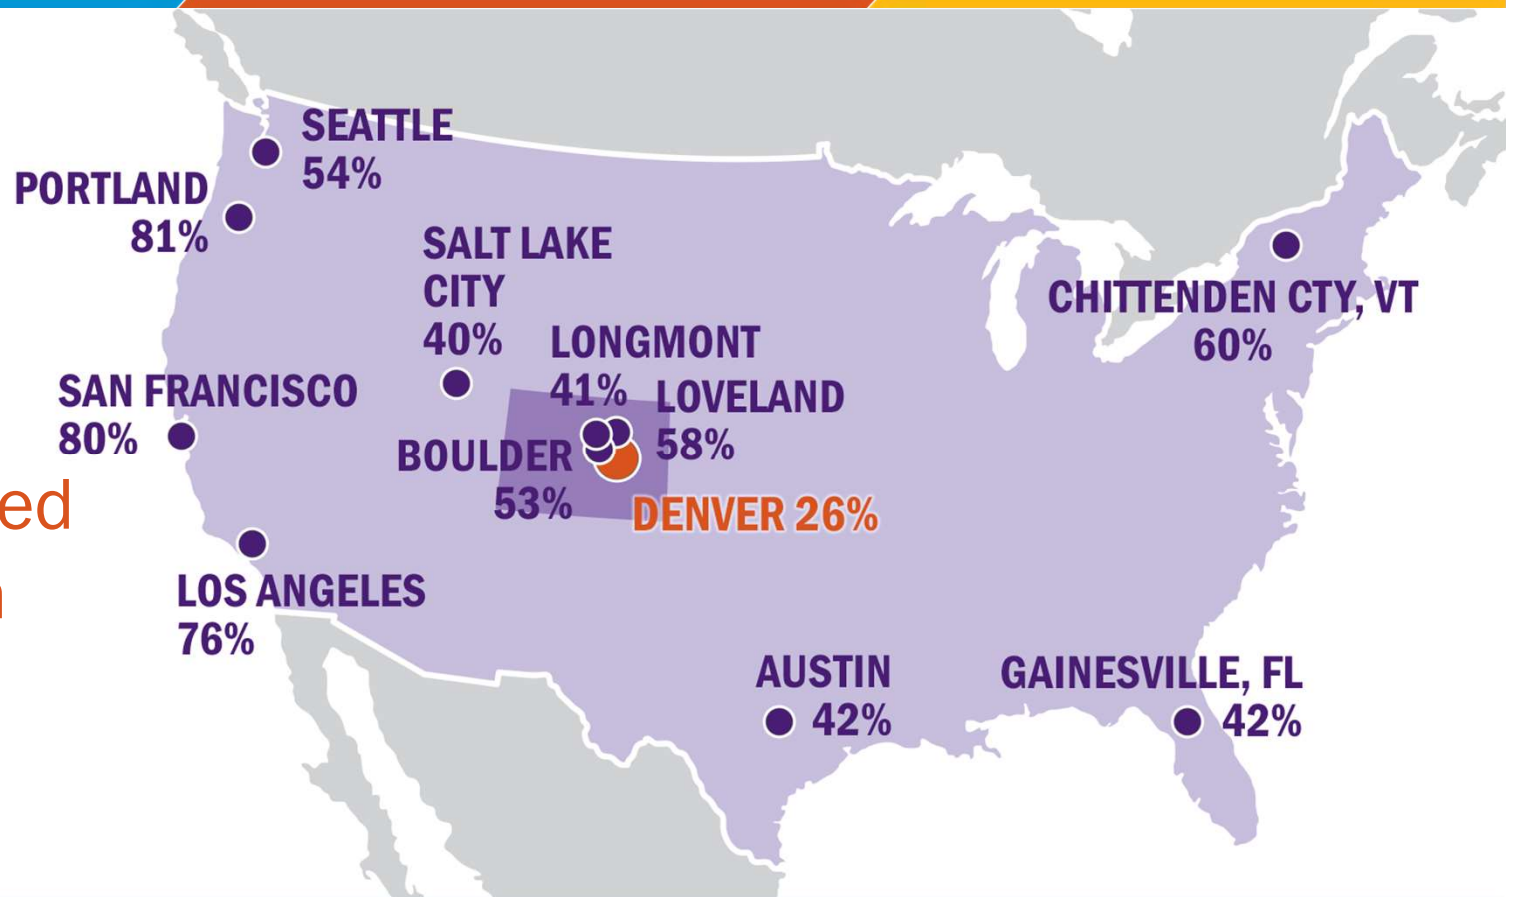 SEATTLE
54%
PORTLAND
81%
SALT LAKE
CITY
40%
LONGMONT
41%
LOVELAND
58%
CHITTENDEN CTY, VT
60%
SAN FRANCISCO
80%
BOULDER
53%
ed
DENVER 26%
LOS ANGELES
76%
AUSTIN
42%
GAINESVILLE, FL
42%